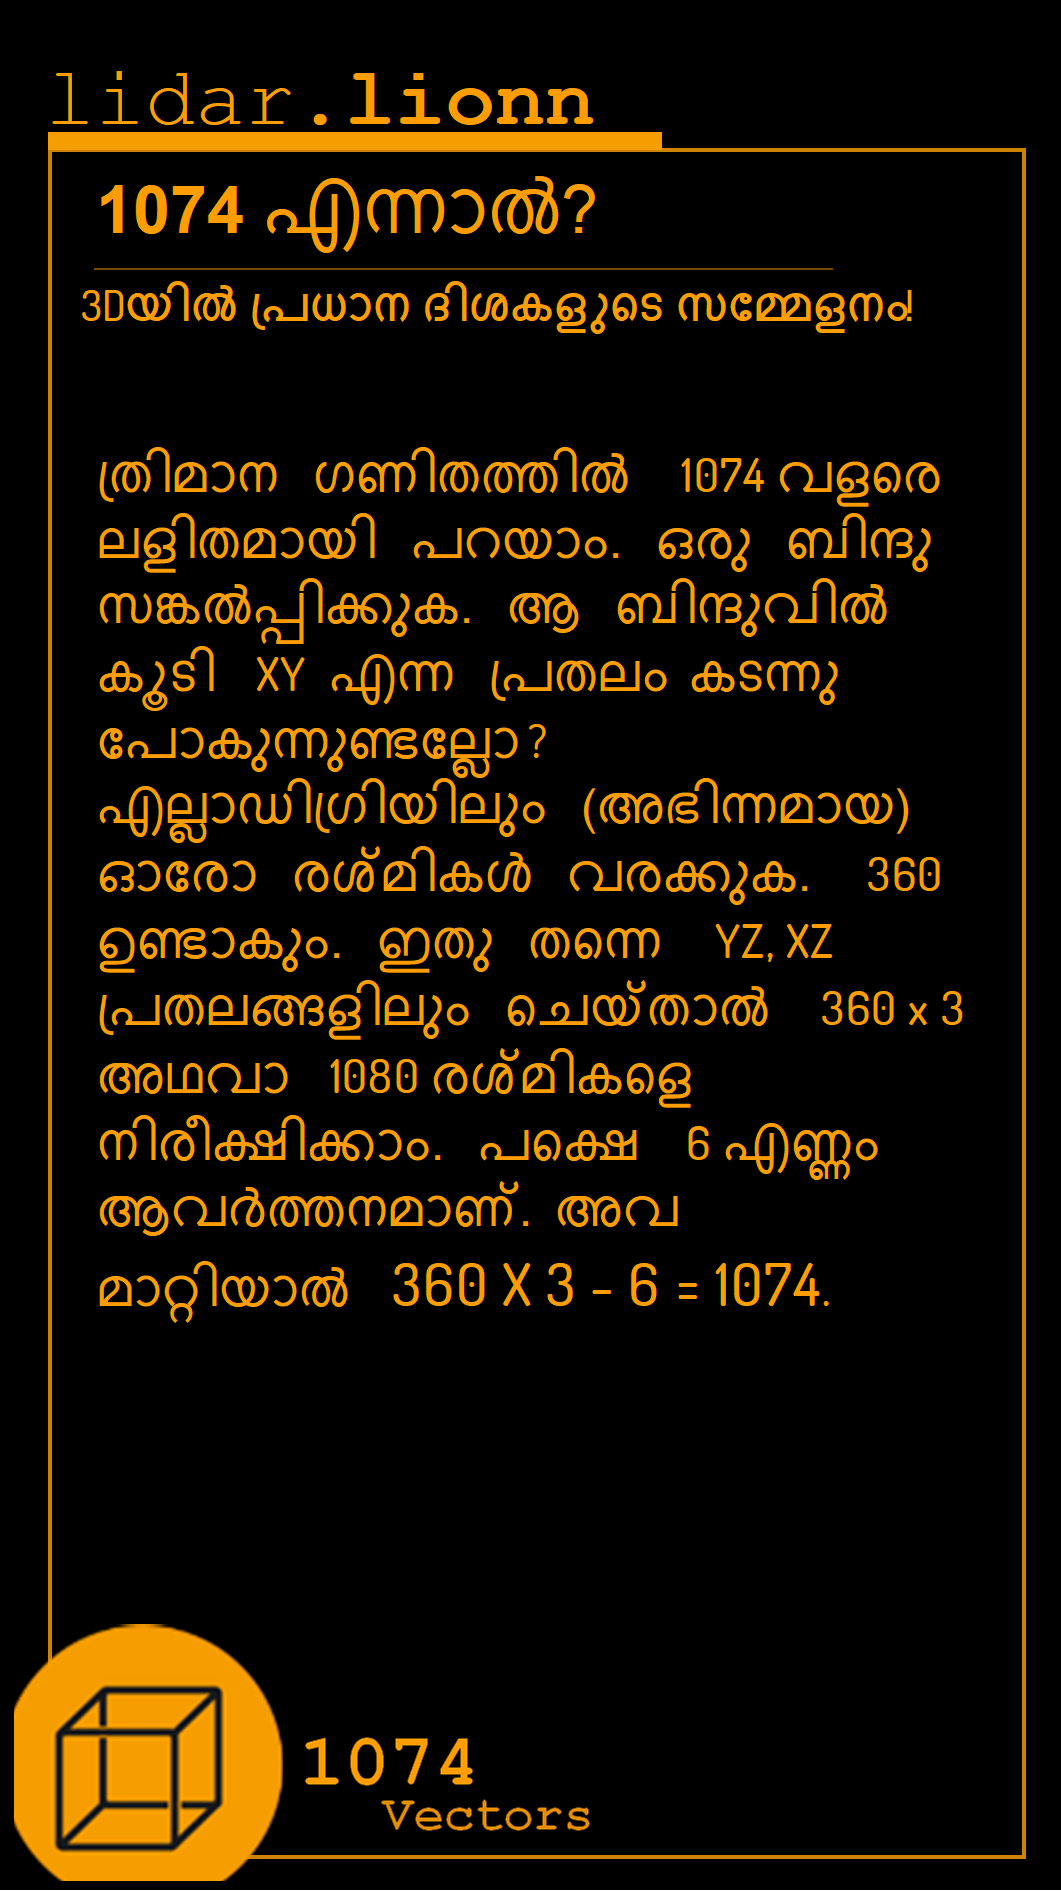 lidar.lionn
1074 എന്നാൽ?
3Dയിൽ പ്രധാന ദിശകളുടെ സമ്മേളനം!
ത്രിമാന ഗണിതത്തിൽ 1074 വളരെ
ലളിതമായി പറയാം. ഒരു ബിന്ദു
സങ്കൽപ്പിക്കുക. ആ ബിന്ദുവിൽ
കൂടി XY എന്ന പ്രതലം കടന്നു
പോകുന്നുണ്ടല്ലോ?
എല്ലാഡിഗ്രിയിലും (അഭിന്നമായ)
ഓരോ രശ്മികൾ വരക്കുക. 360
ഉണ്ടാകും. ഇതു തന്നെ YZ, XZ
പ്രതലങ്ങളിലും ചെയ്താൽ 360 x 3
അഥവാ 1080 രശ്മികളെ
നിരീക്ഷിക്കാം. പക്ഷെ 6 എണ്ണം
ആവർത്തനമാണ്. അവ
മാറ്റിയാൽ 360 X 3 - 6 = 1074.
1074
Vectors